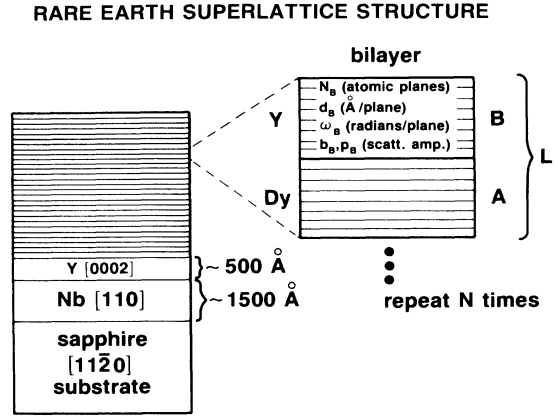 RARE EARTH SUPERLATTICE STRUCTURE
bilayer
N_B (atomic planes)
d_B (Å/plane)
ω_B (radians/plane)
b_B,p_B (scatt. amp.)
Y
B
L
Dy
A
Y [0002]
~ 500 Å
Nb [110]
~ 1500 Å
repeat N times
sapphire
[112̄0]
substrate